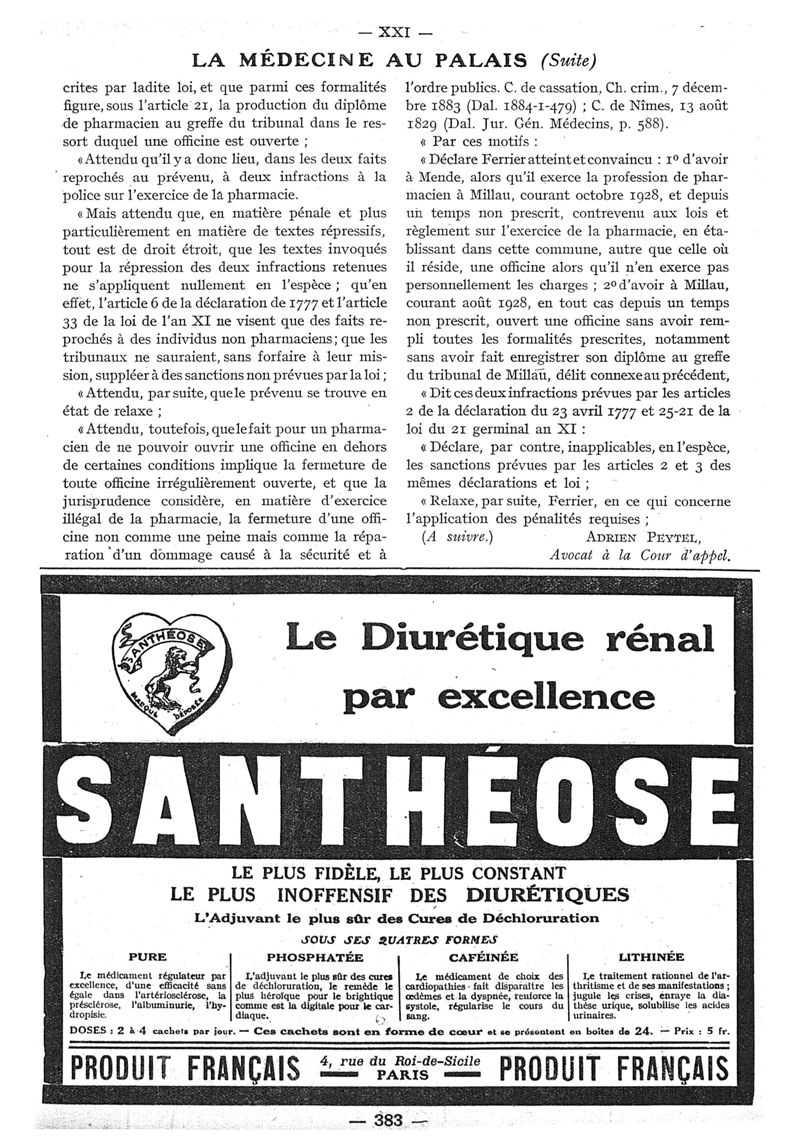 — XXI —
LA MÉDECINE AU PALAIS (Suite)
crites par ladite loi, et que parmi ces formalités
figure, sous l'article 21, la production du diplôme
de pharmacien au greffe du tribunal dans le res-
sort duquel une officine est ouverte ;
« Attendu qu'il y a donc lieu, dans les deux faits
reprochés au prévenu, à deux infractions à la
police sur l'exercice de la pharmacie.
« Mais attendu que, en matière pénale et plus
particulièrement en matière de textes répressifs,
tout est de droit étroit, que les textes invoqués
pour la répression des deux infractions retenues
ne s'appliquent nullement en l'espèce ; qu'en
effet, l'article 6 de la déclaration de 1777 et l'article
33 de la loi de l'an XI ne visent que des faits re-
prochés à des individus non pharmaciens ; que les
tribunaux ne sauraient, sans forfaire à leur mis-
sion, suppléer à des sanctions non prévues par la loi ;
« Attendu, par suite, que le prévenu se trouve en
état de relaxe ;
« Attendu, toutefois, que le fait pour un pharma-
cien de ne pouvoir ouvrir une officine en dehors
de certaines conditions implique la fermeture de
toute officine irrégulièrement ouverte, et que la
jurisprudence considère, en matière d'exercice
illégal de la pharmacie, la fermeture d'une offi-
cine non comme une peine mais comme la répa-
ration d'un dommage causé à la sécurité et à
l'ordre publics. C. de cassation, Ch. crim., 7 décem-
bre 1883 (Dal. 1884-1-479) ; C. de Nîmes, 13 août
1829 (Dal. Jur. Gén. Médecins, p. 588).
« Par ces motifs :
« Déclare Ferrier atteint et convaincu : 1º d'avoir
à Mende, alors qu'il exerce la profession de phar-
macien à Millau, courant octobre 1928, et depuis
un temps non prescrit, contrevenu aux lois et
règlement sur l'exercice de la pharmacie, en éta-
blissant dans cette commune, autre que celle où
il réside, une officine alors qu'il n'en exerce pas
personnellement les charges ; 2º d'avoir à Millau,
courant août 1928, en tout cas depuis un temps
non prescrit, ouvert une officine sans avoir rem-
pli toutes les formalités prescrites, notamment
sans avoir fait enregistrer son diplôme au greffe
du tribunal de Millau, délit connexe au précédent,
« Dit ces deux infractions prévues par les articles
2 de la déclaration du 23 avril 1777 et 25-21 de la
loi du 21 germinal an XI :
« Déclare, par contre, inapplicables, en l'espèce,
les sanctions prévues par les articles 2 et 3 des
mêmes déclarations et loi ;
« Relaxe, par suite, Ferrier, en ce qui concerne
l'application des pénalités requises ;
(A suivre.) ADRIEN PEYTEL,
Avocat à la Cour d'appel.
SANTHÉOSE
MARQUE DÉPOSÉE
Le Diurétique rénal
par excellence
SANTHÉOSE
LE PLUS FIDÈLE, LE PLUS CONSTANT
LE PLUS INOFFENSIF DES DIURÉTIQUES
L'Adjuvant le plus sûr des Cures de Déchloruration
SOUS SES QUATRES FORMES
PURE
Le médicament régulateur par
excellence, d'une efficacité sans
égale dans l'artériosclérose, la
présclérose, l'albuminurie, l'hy-
dropisie.
PHOSPHATÉE
L'adjuvant le plus sûr des cures
de déchloruration, le remède le
plus héroïque pour le brightique
comme est la digitale pour le car-
diaque.
CAFÉINÉE
Le médicament de choix des
cardiopathies - fait disparaître les
œdèmes et la dyspnée, renforce la
systole, régularise le cours du
sang.
LITHINÉE
Le traitement rationnel de l'ar-
thritisme et de ses manifestations ;
jugule les crises, enraye la dia-
thèse urique, solubilise les acides
urinaires.
DOSES : 2 à 4 cachets par jour. — Ces cachets sont en forme de cœur et se présentent en boites de 24. — Prix : 5 fr.
PRODUIT FRANÇAIS
4, rue du Roi-de-Sicile
PARIS
PRODUIT FRANÇAIS
— 383 —